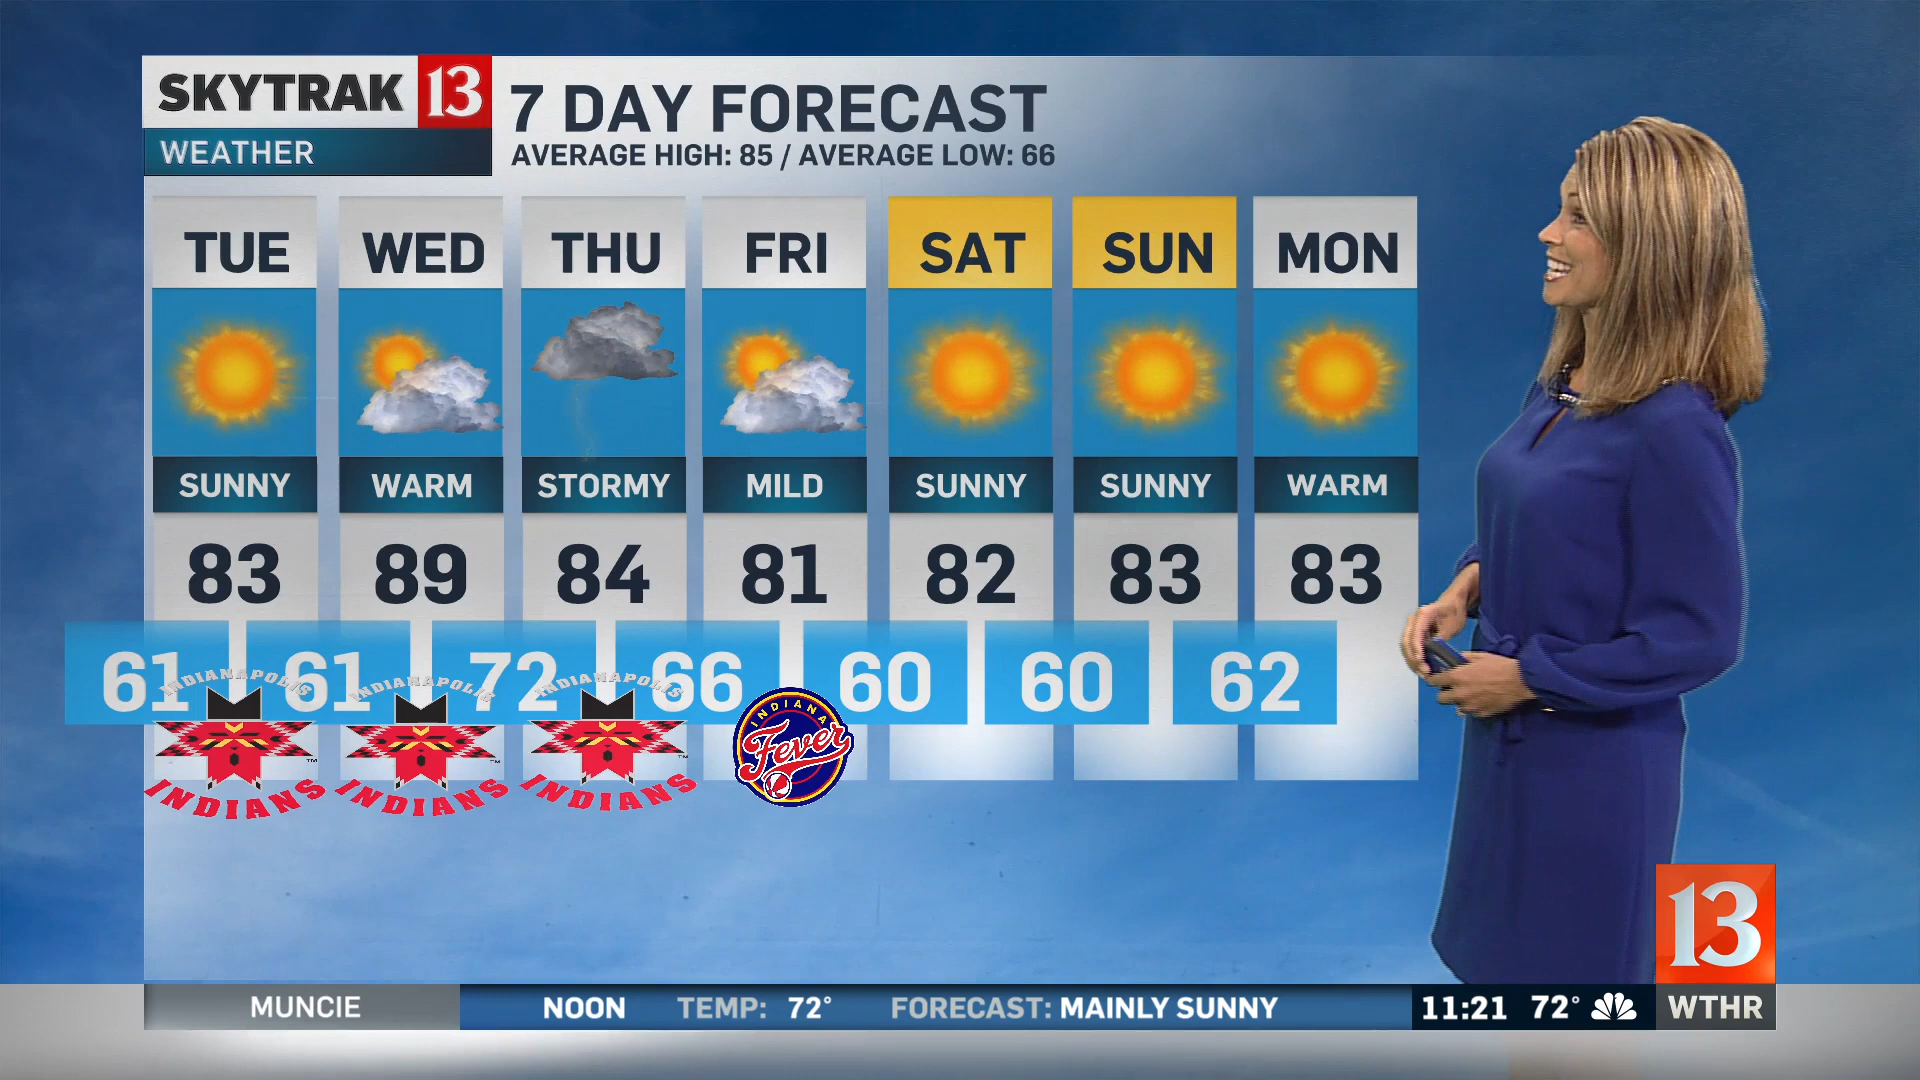 SKYTRAK 13
WEATHER
7 DAY FORECAST
AVERAGE HIGH: 85 / AVERAGE LOW: 66
TUE WED THU FRI SAT SUN MON
SUNNY WARM STORMY MILD SUNNY SUNNY WARM
83 89 84 81 82 83 83
61 61 72 66 60 60 62
INDIANAPOLIS INDIANAPOLIS INDIANAPOLIS
INDIANA
Fever
TM TM TM
INDIANS INDIANS INDIANS
13
MUNCIE NOON TEMP: 72° FORECAST: MAINLY SUNNY 11:21 72° WTHR